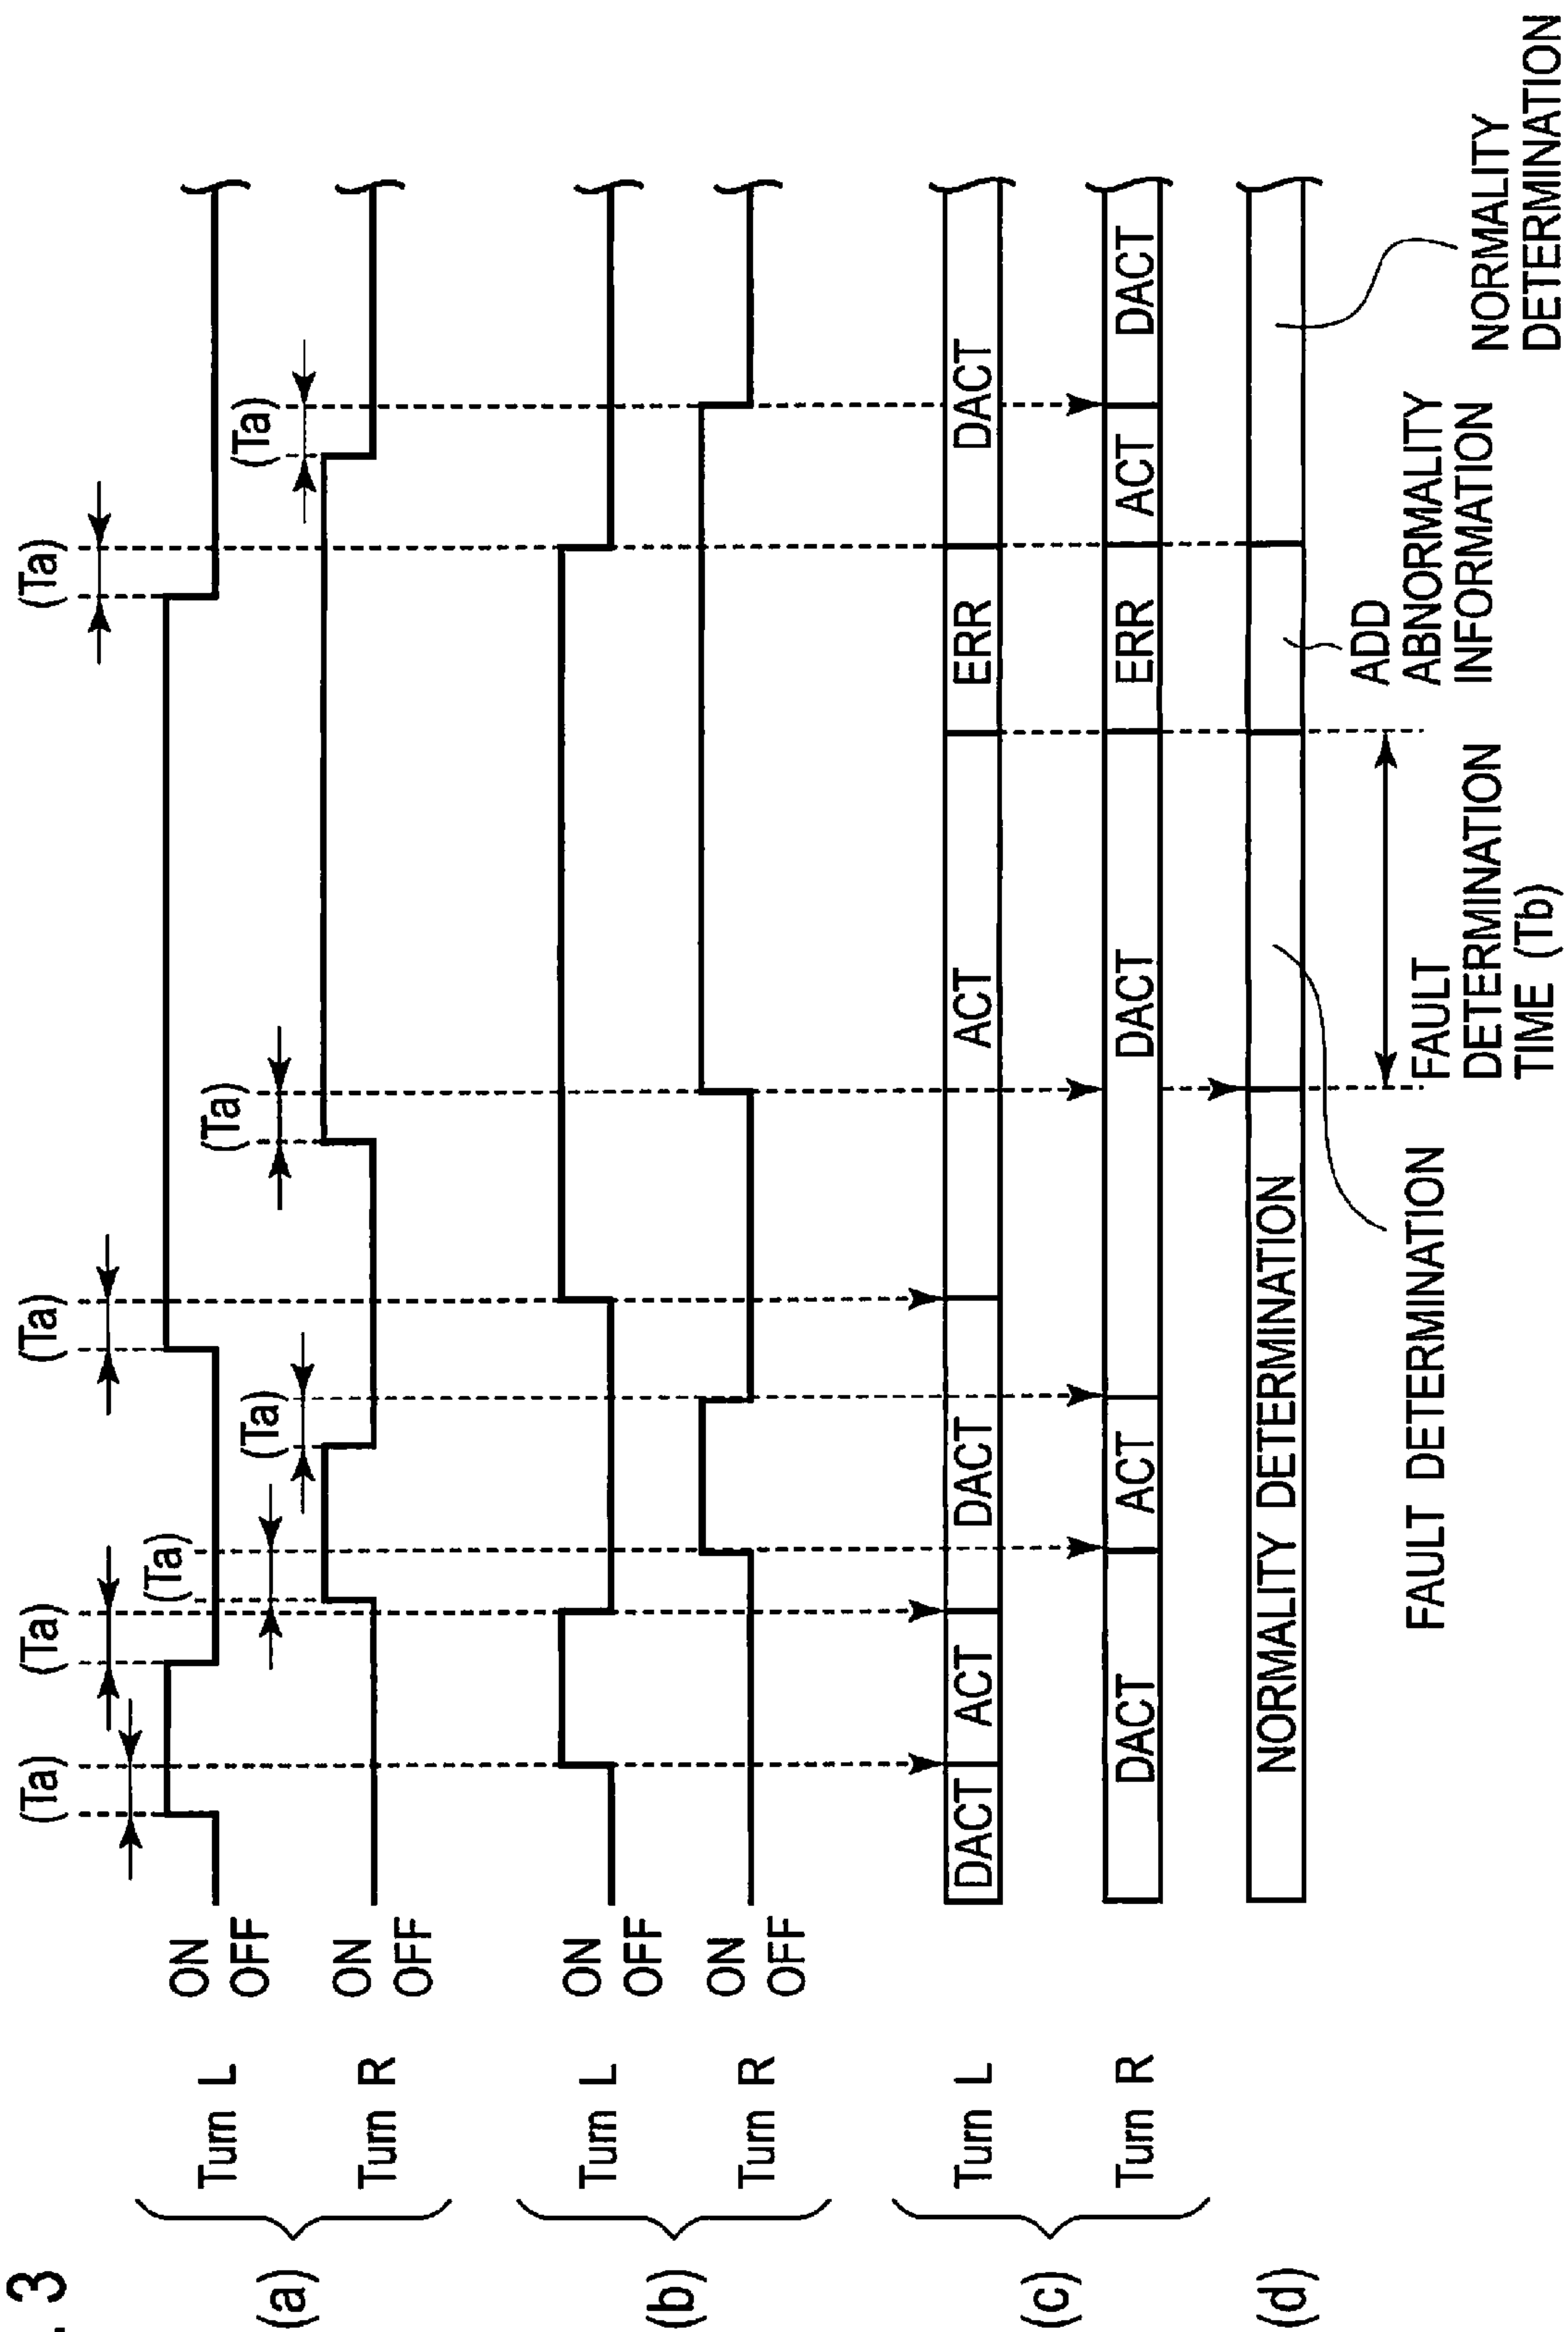 . 3
(a)
Turn L
ON
OFF
(Ta)
(Ta)
(Ta)
(Ta)
Turn R
ON
OFF
(Ta)
(Ta)
(Ta)
(Ta)
(b)
Turn L
ON
OFF
Turn R
ON
OFF
(c)
Turn L
DACT
ACT
DACT
ACT
ERR
DACT
Turn R
DACT
ACT
DACT
ERR
ACT
DACT
(d)
NORMALITY DETERMINATION
FAULT DETERMINATION
FAULT
DETERMINATION
TIME (Tb)
ADD
ABNORMALITY
INFORMATION
NORMALITY
DETERMINATION